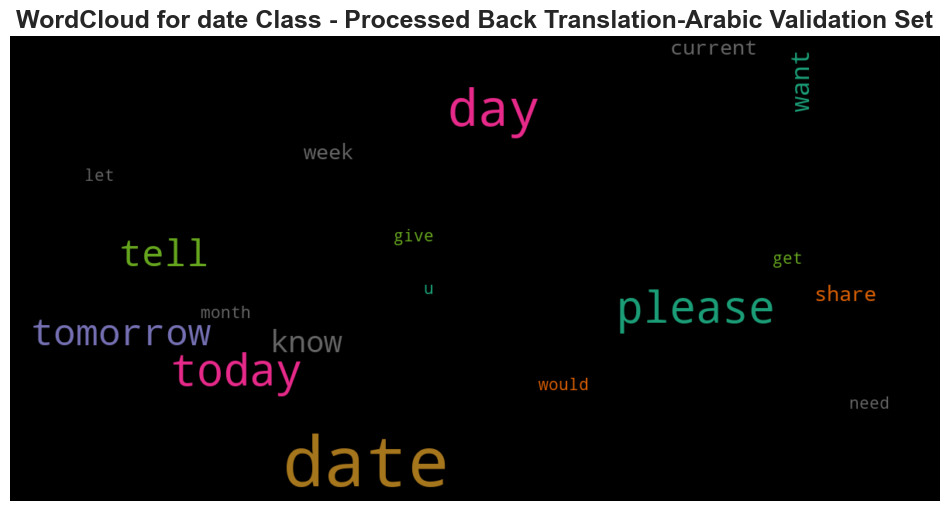 WordCloud for date Class - Processed Back Translation-Arabic Validation Set
current
want
day
week
let
give
tell
get
u
share
please
month
tomorrow
know
today
would
need
date